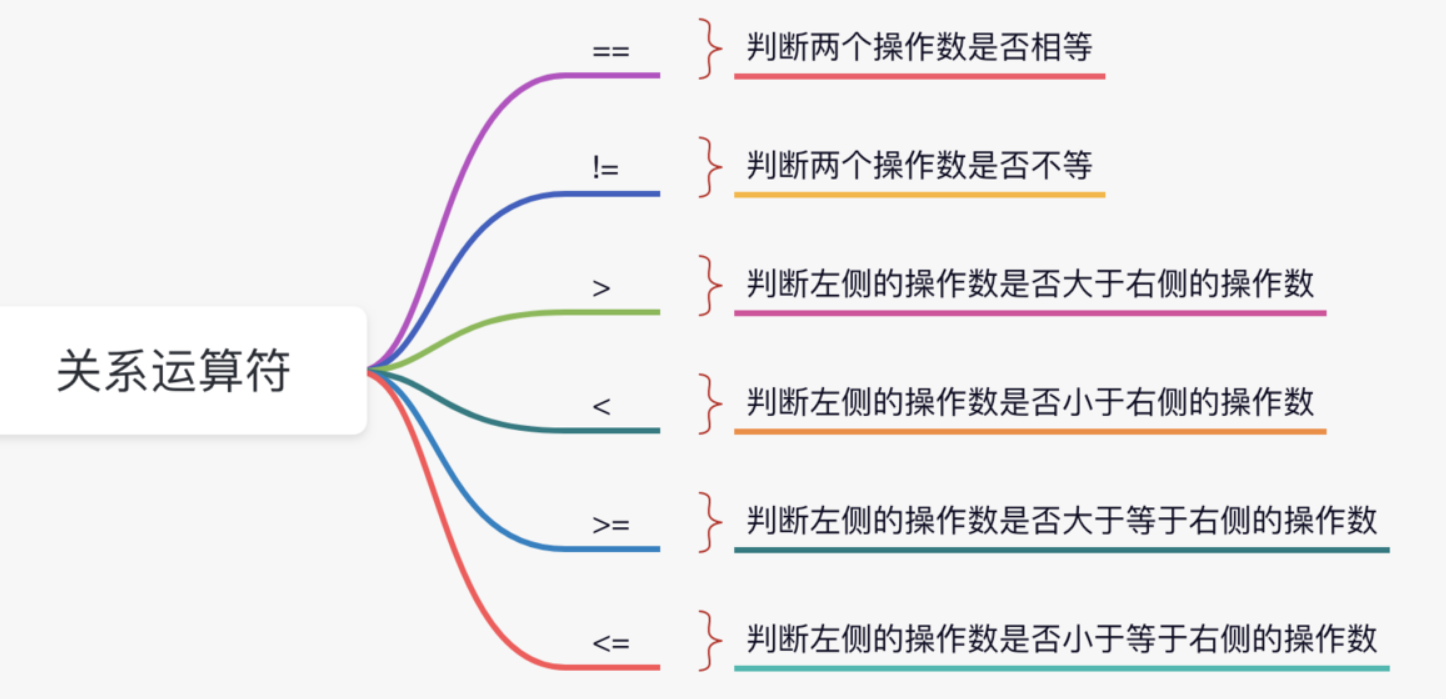 ==
判断两个操作数是否相等
!=
判断两个操作数是否不等
>
判断左侧的操作数是否大于右侧的操作数
关系运算符
<
判断左侧的操作数是否小于右侧的操作数
>=
判断左侧的操作数是否大于等于右侧的操作数
<=
判断左侧的操作数是否小于等于右侧的操作数